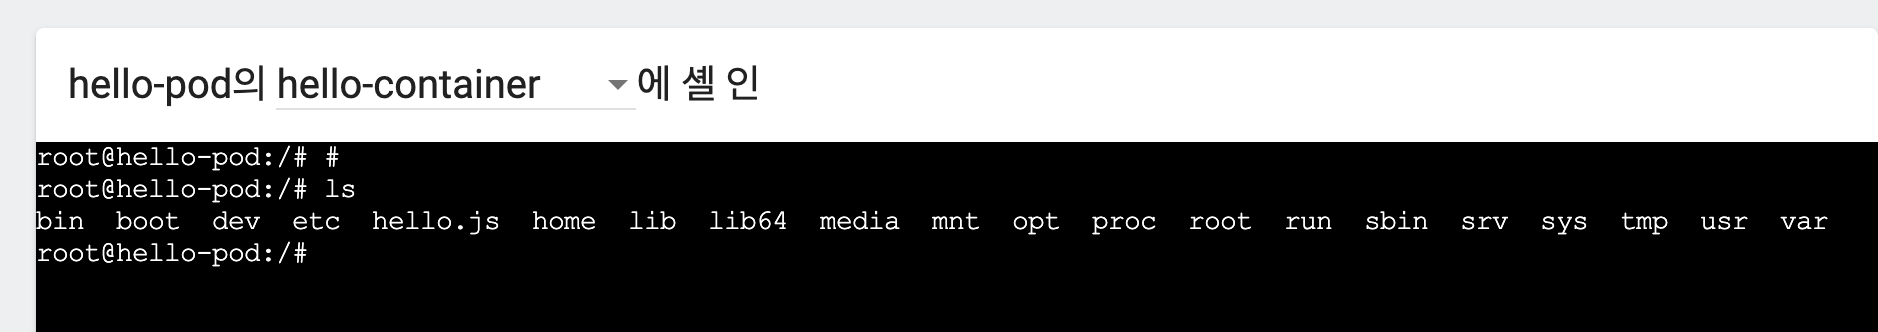 hello-pod의 hello-container 에 셸 인
root@hello-pod:/# #
root@hello-pod:/# ls
bin  boot  dev  etc  hello.js  home  lib  lib64  media  mnt  opt  proc  root  run  sbin  srv  sys  tmp  usr  var
root@hello-pod:/#